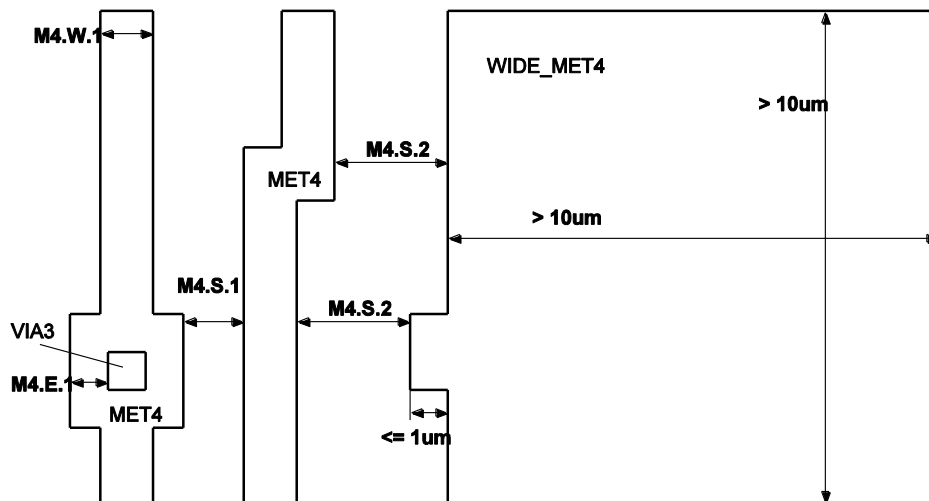 M4.W.1
WIDE_MET4
> 10um
M4.S.2
MET4
> 10um
M4.S.1
M4.S.2
VIA3
M4.E.1
MET4
<= 1um